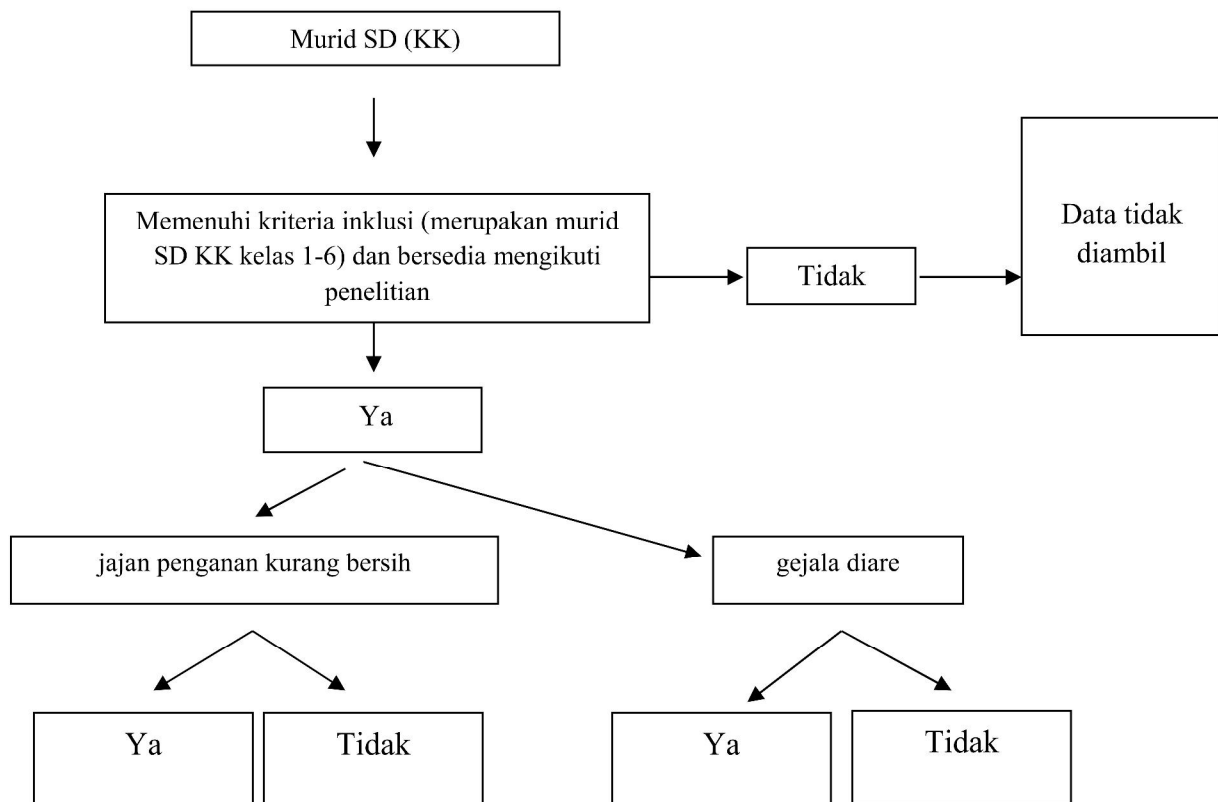 Murid SD (KK)
Memenuhi kriteria inklusi (merupakan murid
SD KK kelas 1-6) dan bersedia mengikuti
penelitian
Tidak
Data tidak
diambil
Ya
jajan penganan kurang bersih
gejala diare
Ya
Tidak
Ya
Tidak